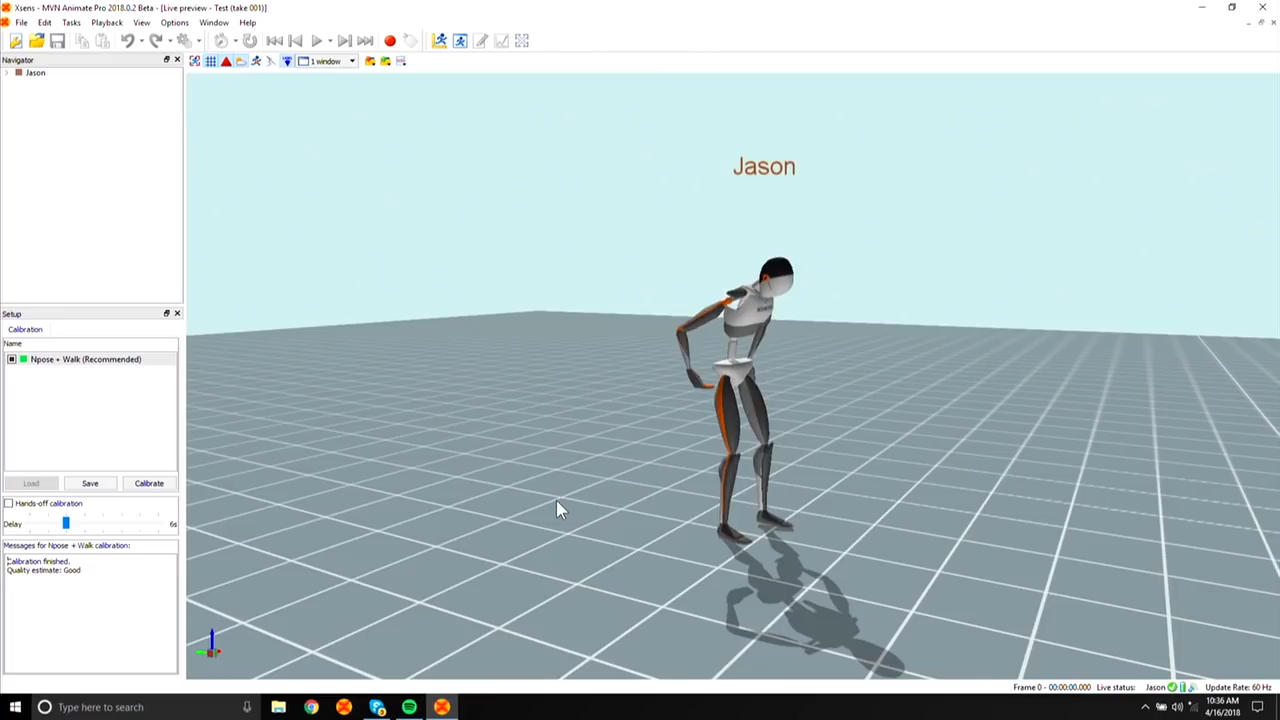 Xsens - MVN Animate Pro 2018.0.2 Beta - [Live preview - Test (take 001)]
File Edit Tasks Playback View Options Window Help
Navigator
1 window
Jason
Jason
Setup
Calibration
Name
Npose + Walk (Recommended)
Load Save Calibrate
Hands-off calibration
Delay 6s
Messages for Npose + Walk calibration:
Calibration finished.
Quality estimate: Good
Frame 0 - 00:00:00.000 Live status: Jason Update Rate: 60 Hz
Type here to search
10:36 AM
4/16/2018